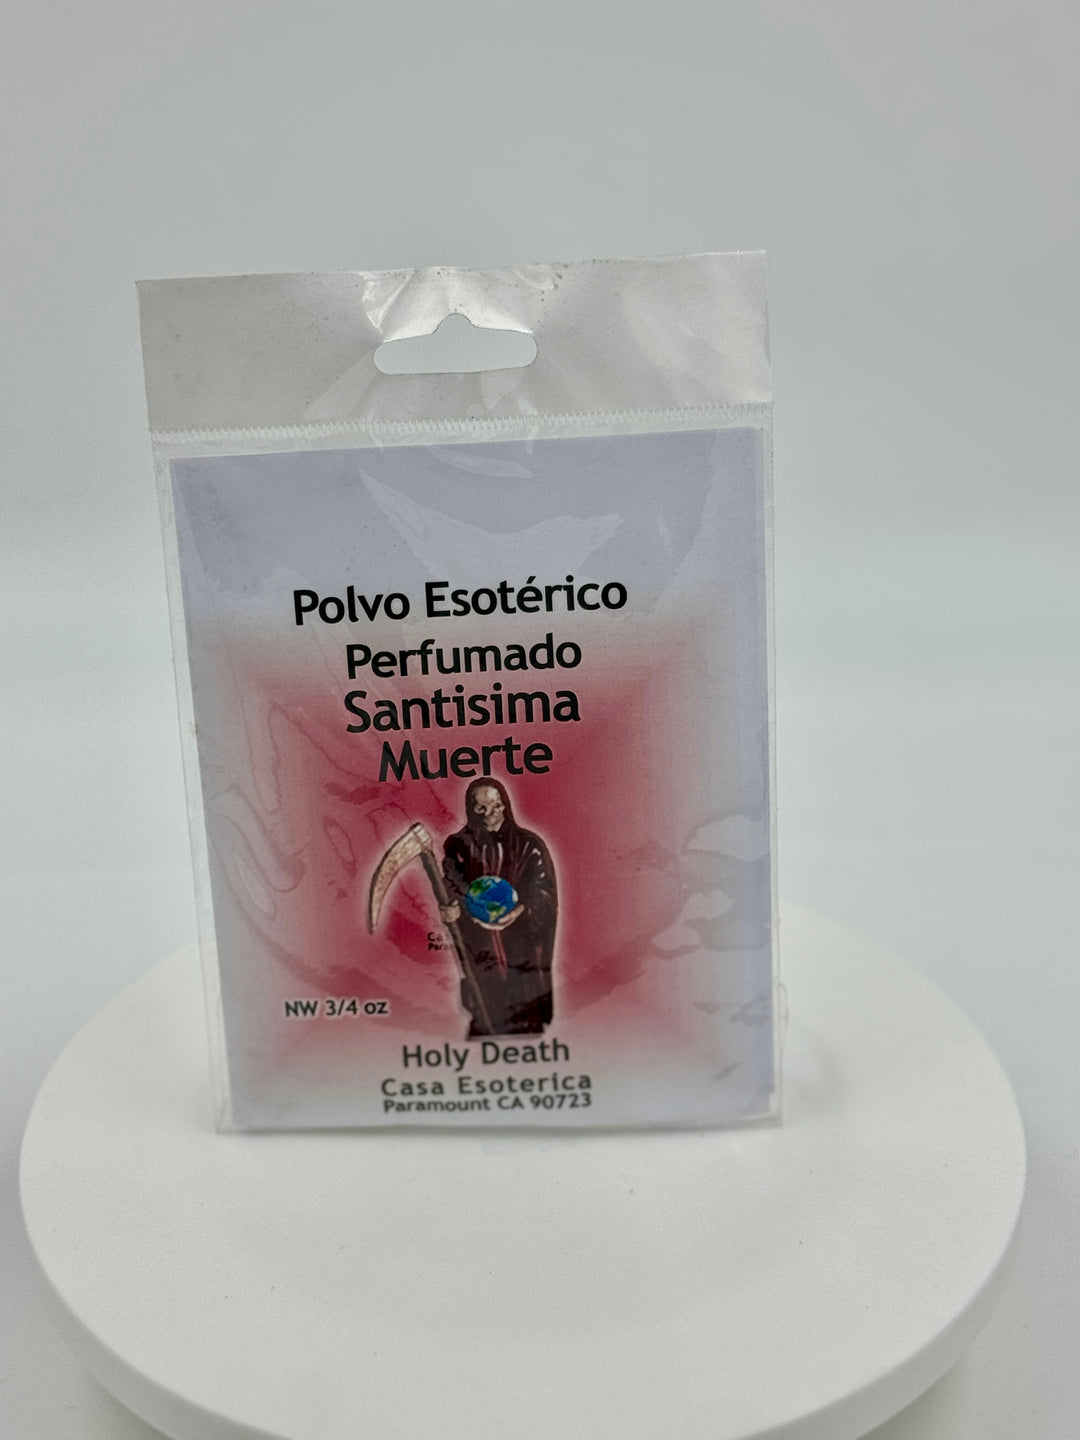 Polvo Esotérico
Perfumado
Santisima
Muerte
NW 3/4 oz
Holy Death
Casa Esoterica
Paramount CA 90723